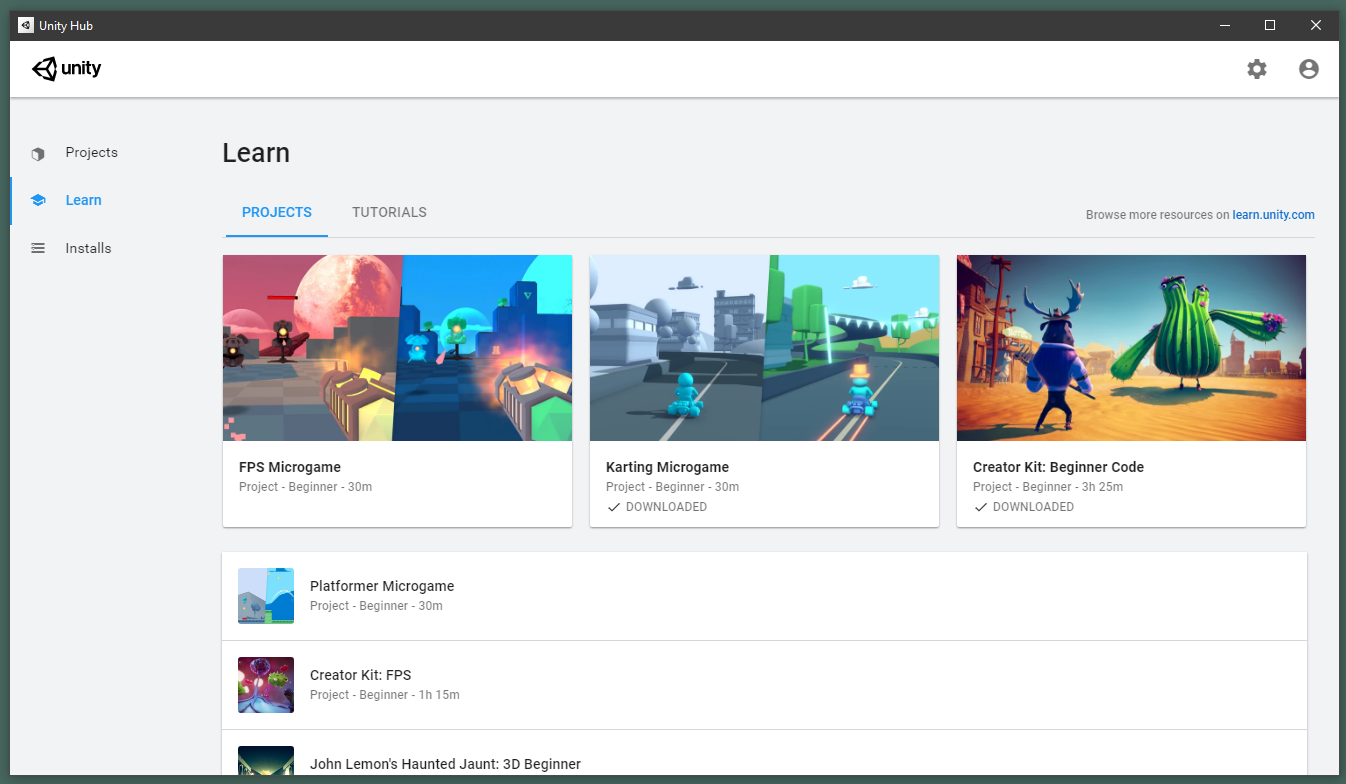 Unity Hub
unity
Projects
Learn
Installs
Learn
PROJECTS
TUTORIALS
Browse more resources on learn.unity.com
FPS Microgame
Project - Beginner - 30m
Karting Microgame
Project - Beginner - 30m
DOWNLOADED
Creator Kit: Beginner Code
Project - Beginner - 3h 25m
DOWNLOADED
Platformer Microgame
Project - Beginner - 30m
Creator Kit: FPS
Project - Beginner - 1h 15m
John Lemon's Haunted Jaunt: 3D Beginner